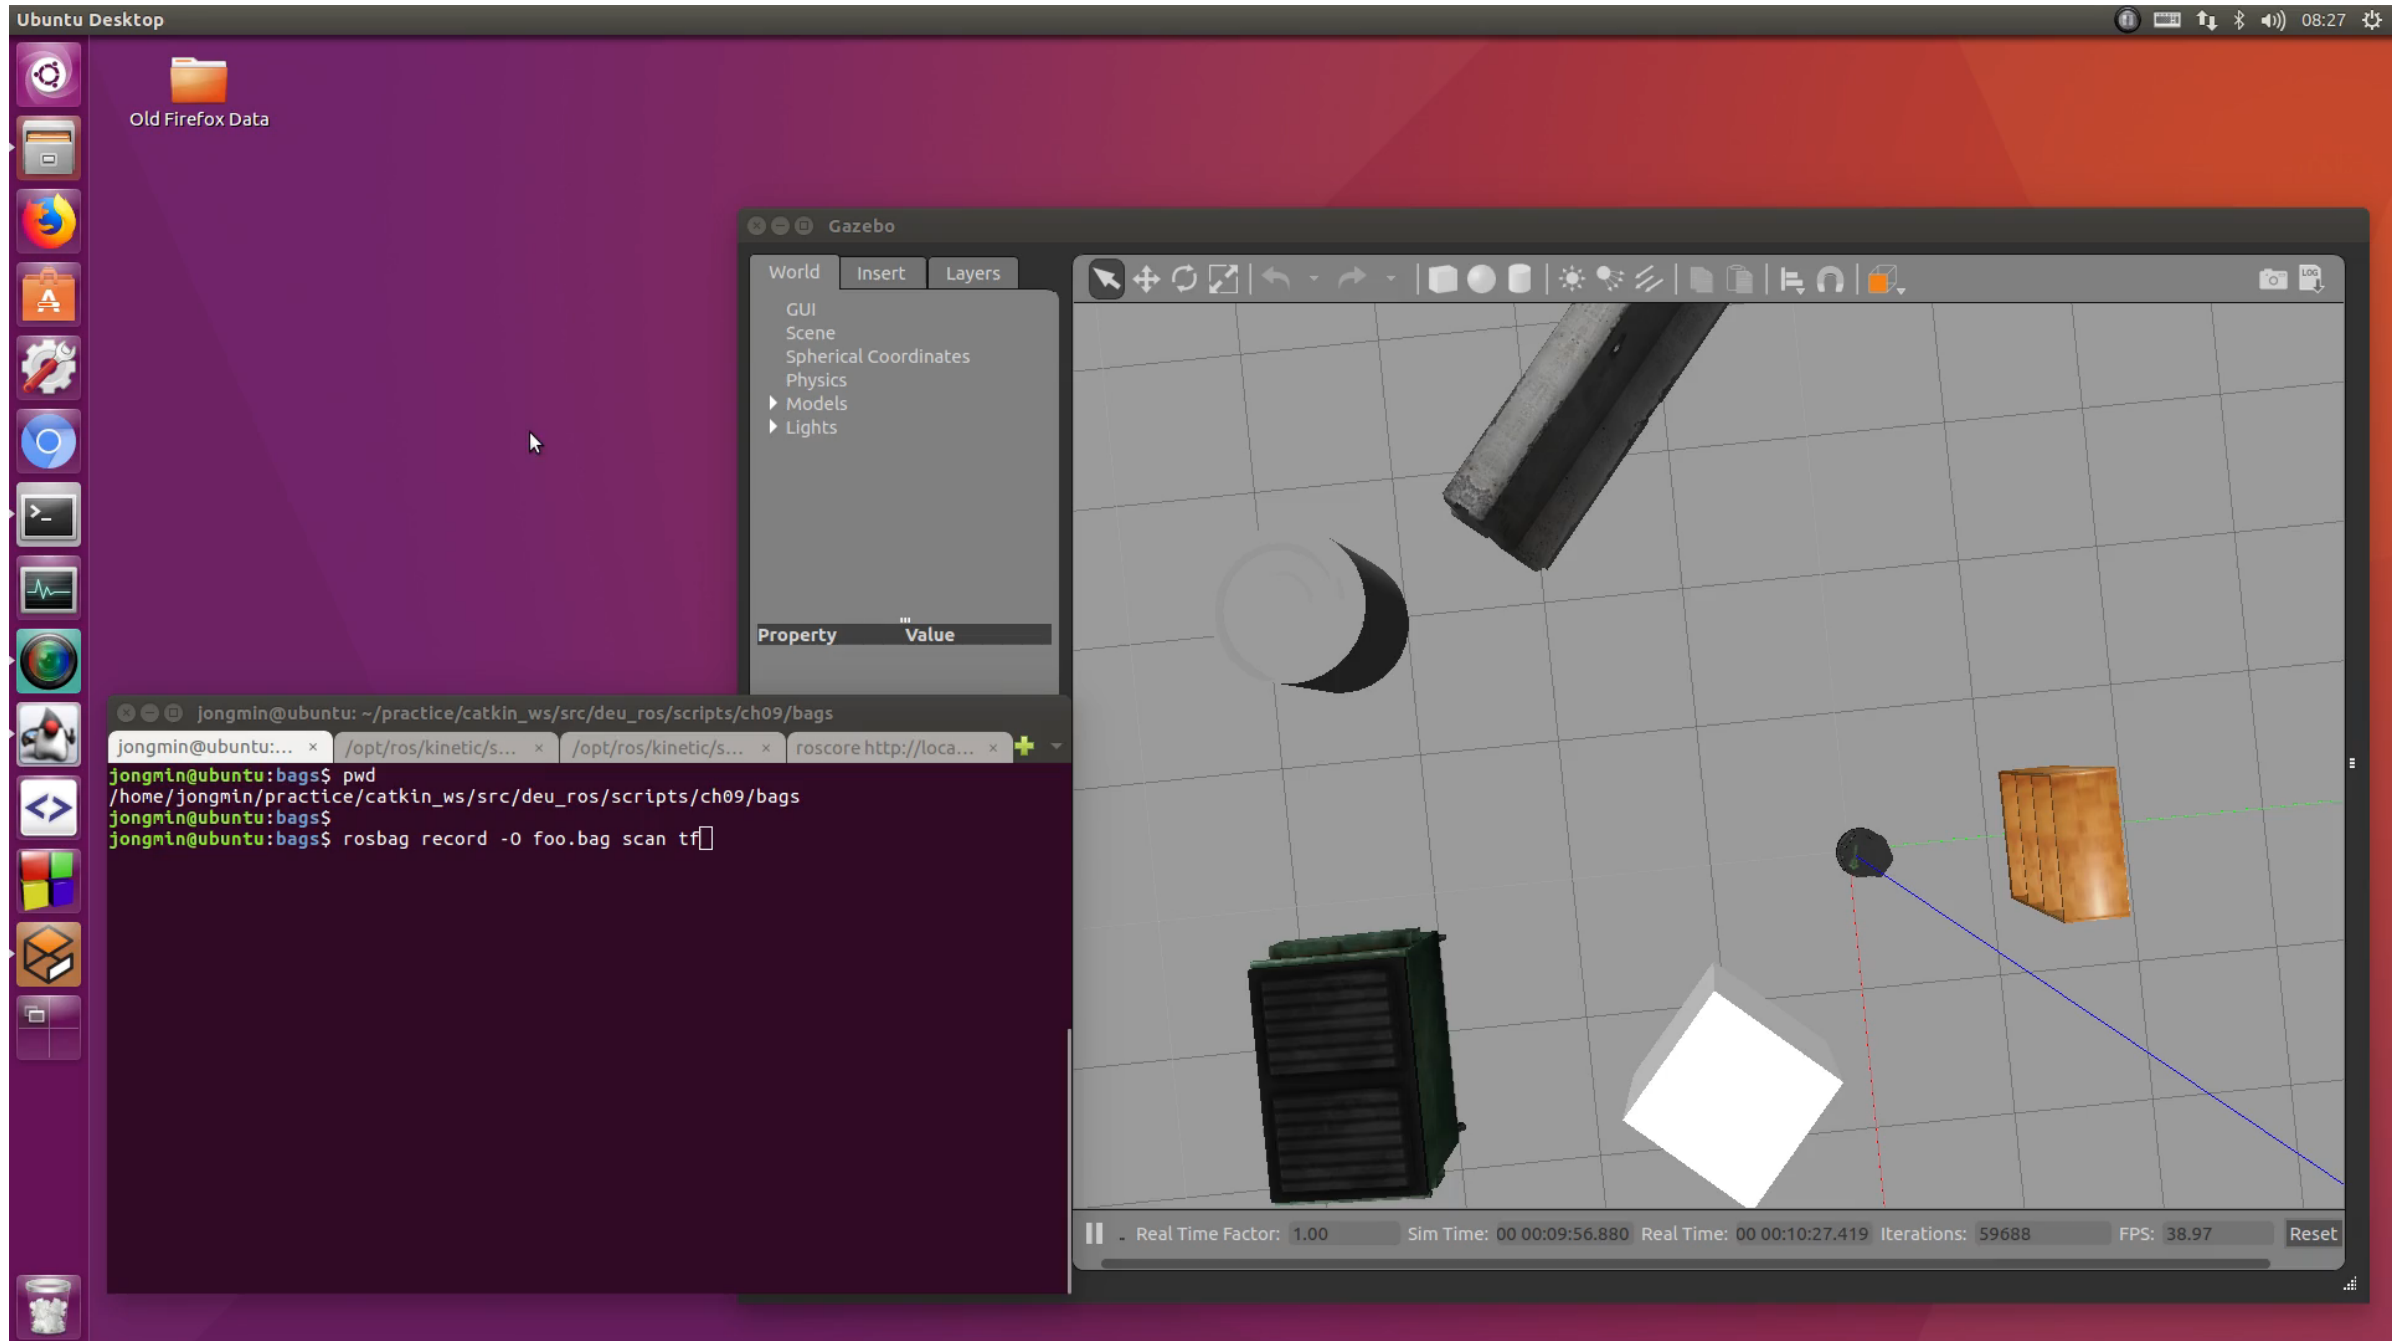 Ubuntu Desktop
08:27
Old Firefox Data
Gazebo
World Insert Layers
GUI
Scene
Spherical Coordinates
Physics
Models
Lights
LOG
Property Value
jongmin@ubuntu: ~/practice/catkin_ws/src/deu_ros/scripts/ch09/bags
jongmin@ubuntu:... × /opt/ros/kinetic/s... × /opt/ros/kinetic/s... × roscore http://loca... ×
jongmin@ubuntu:bags$ pwd
/home/jongmin/practice/catkin_ws/src/deu_ros/scripts/ch09/bags
jongmin@ubuntu:bags$
jongmin@ubuntu:bags$ rosbag record -O foo.bag scan tf
Real Time Factor: 1.00 Sim Time: 00 00:09:56.880 Real Time: 00 00:10:27.419 Iterations: 59688 FPS: 38.97 Reset